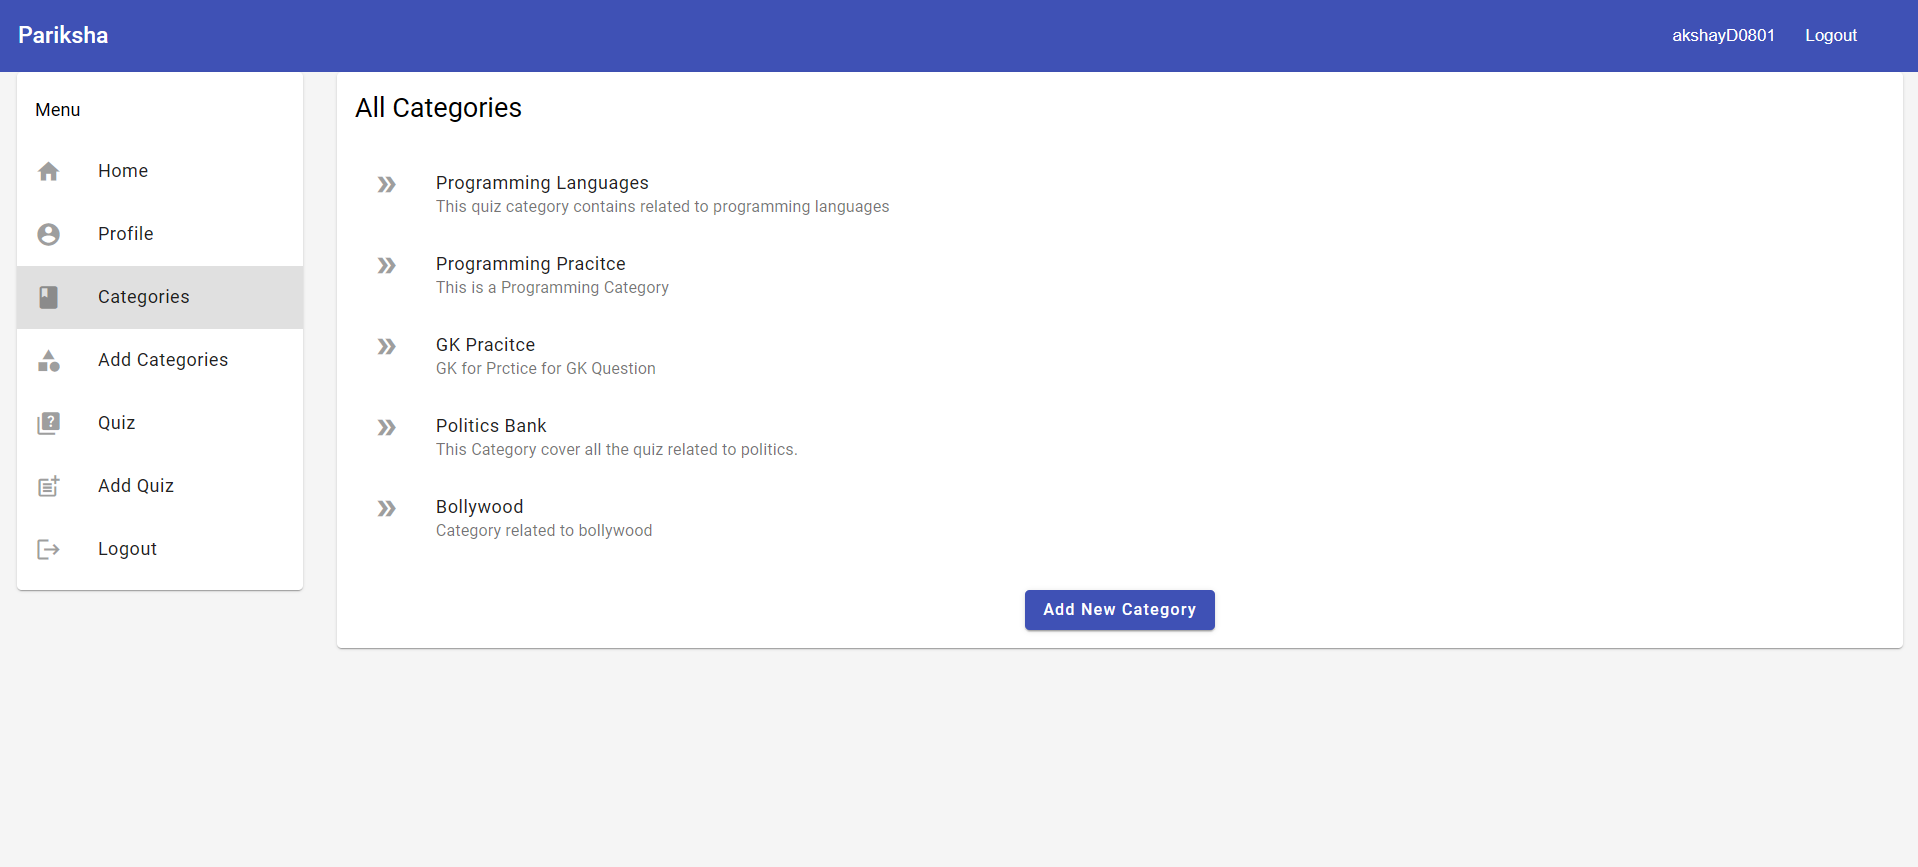 Pariksha
akshayD0801 Logout
Menu
Home
Profile
Categories
Add Categories
Quiz
Add Quiz
Logout
All Categories
Programming Languages
This quiz category contains related to programming languages
Programming Pracitce
This is a Programming Category
GK Pracitce
GK for Prctice for GK Question
Politics Bank
This Category cover all the quiz related to politics.
Bollywood
Category related to bollywood
Add New Category